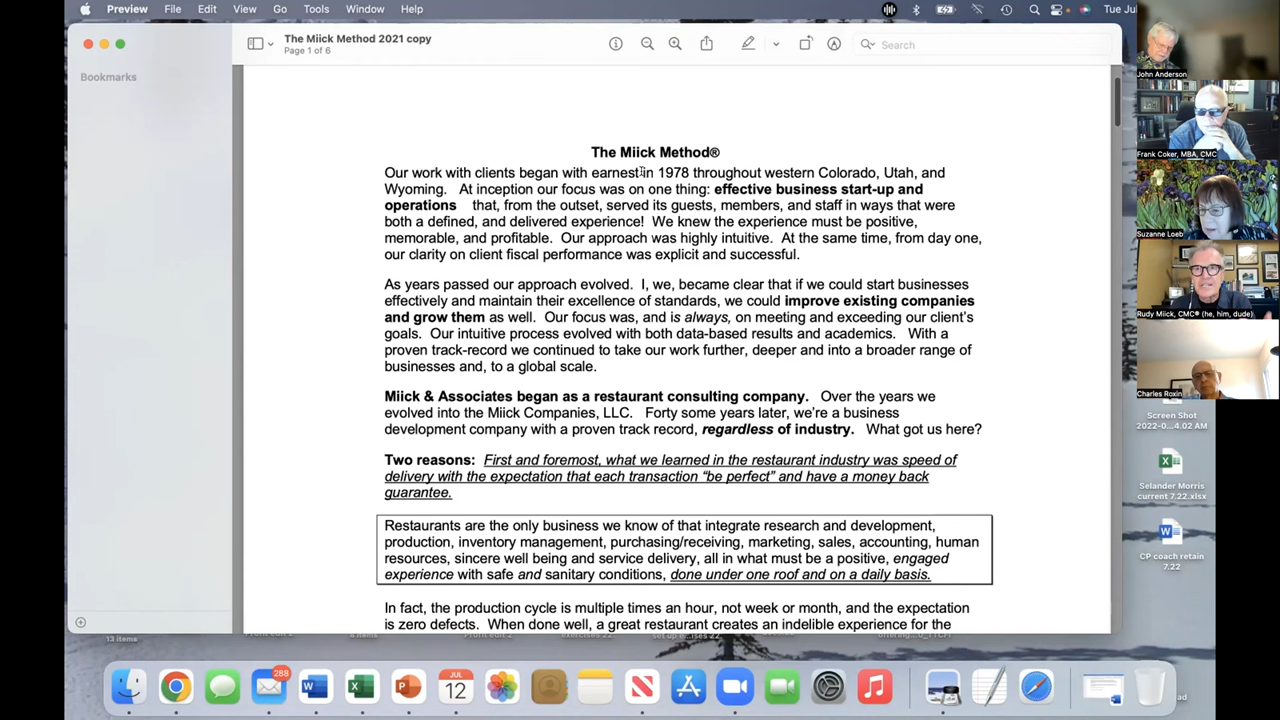 Preview File Edit View Go Tools Window Help
Tue Jul
The Miick Method 2021 copy
Page 1 of 6
Search
Bookmarks
The Miick Method®
Our work with clients began with earnest in 1978 throughout western Colorado, Utah, and
Wyoming. At inception our focus was on one thing: effective business start-up and
operations that, from the outset, served its guests, members, and staff in ways that were
both a defined, and delivered experience! We knew the experience must be positive,
memorable, and profitable. Our approach was highly intuitive. At the same time, from day one,
our clarity on client fiscal performance was explicit and successful.
As years passed our approach evolved. I, we, became clear that if we could start businesses
effectively and maintain their excellence of standards, we could improve existing companies
and grow them as well. Our focus was, and is always, on meeting and exceeding our client's
goals. Our intuitive process evolved with both data-based results and academics. With a
proven track-record we continued to take our work further, deeper and into a broader range of
businesses and, to a global scale.
Miick & Associates began as a restaurant consulting company. Over the years we
evolved into the Miick Companies, LLC. Forty some years later, we're a business
development company with a proven track record, regardless of industry. What got us here?
Two reasons: First and foremost, what we learned in the restaurant industry was speed of
delivery with the expectation that each transaction "be perfect" and have a money back
guarantee.
Restaurants are the only business we know of that integrate research and development,
production, inventory management, purchasing/receiving, marketing, sales, accounting, human
resources, sincere well being and service delivery, all in what must be a positive, engaged
experience with safe and sanitary conditions, done under one roof and on a daily basis.
In fact, the production cycle is multiple times an hour, not week or month, and the expectation
is zero defects. When done well, a great restaurant creates an indelible experience for the
John Anderson
Frank Coker, MBA, CMC
Suzanne Loeb
Rudy Miick, CMC® (he, him, dude)
Charles Roxin
Screen Shot
2022-0...4.02 AM
Selander Morris
current 7.22.xlsx
CP coach retain
7.22
13 items
288
JUL
12